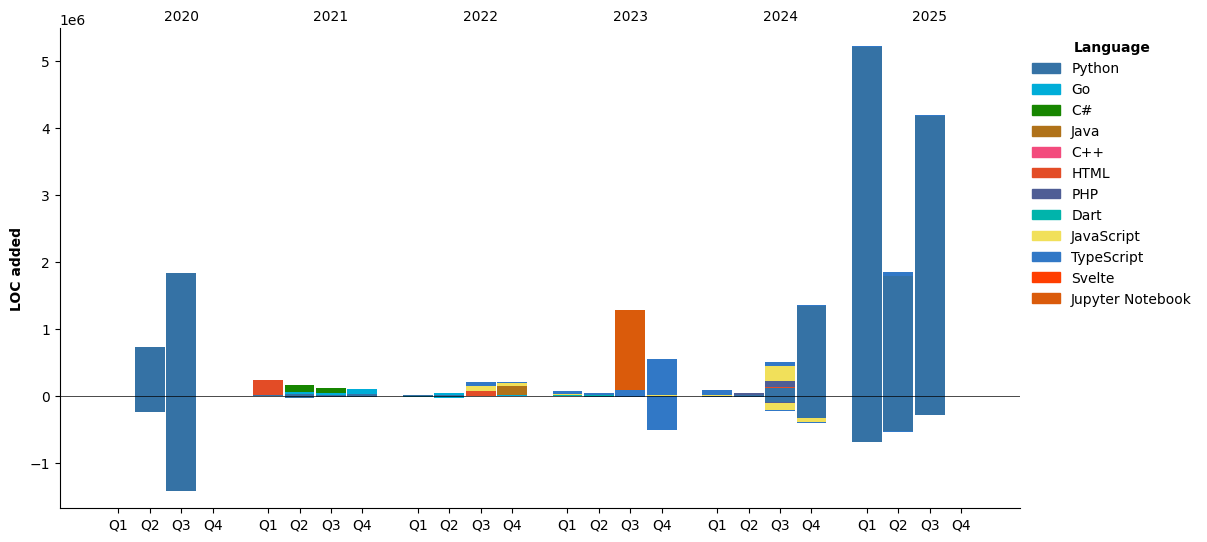 1e6
2020 2021 2022 2023 2024 2025
Language
Python
Go
C#
Java
C++
HTML
PHP
Dart
JavaScript
TypeScript
Svelte
Jupyter Notebook
LOC added
5
4
3
2
1
0
−1
Q1 Q2 Q3 Q4 Q1 Q2 Q3 Q4 Q1 Q2 Q3 Q4 Q1 Q2 Q3 Q4 Q1 Q2 Q3 Q4 Q1 Q2 Q3 Q4